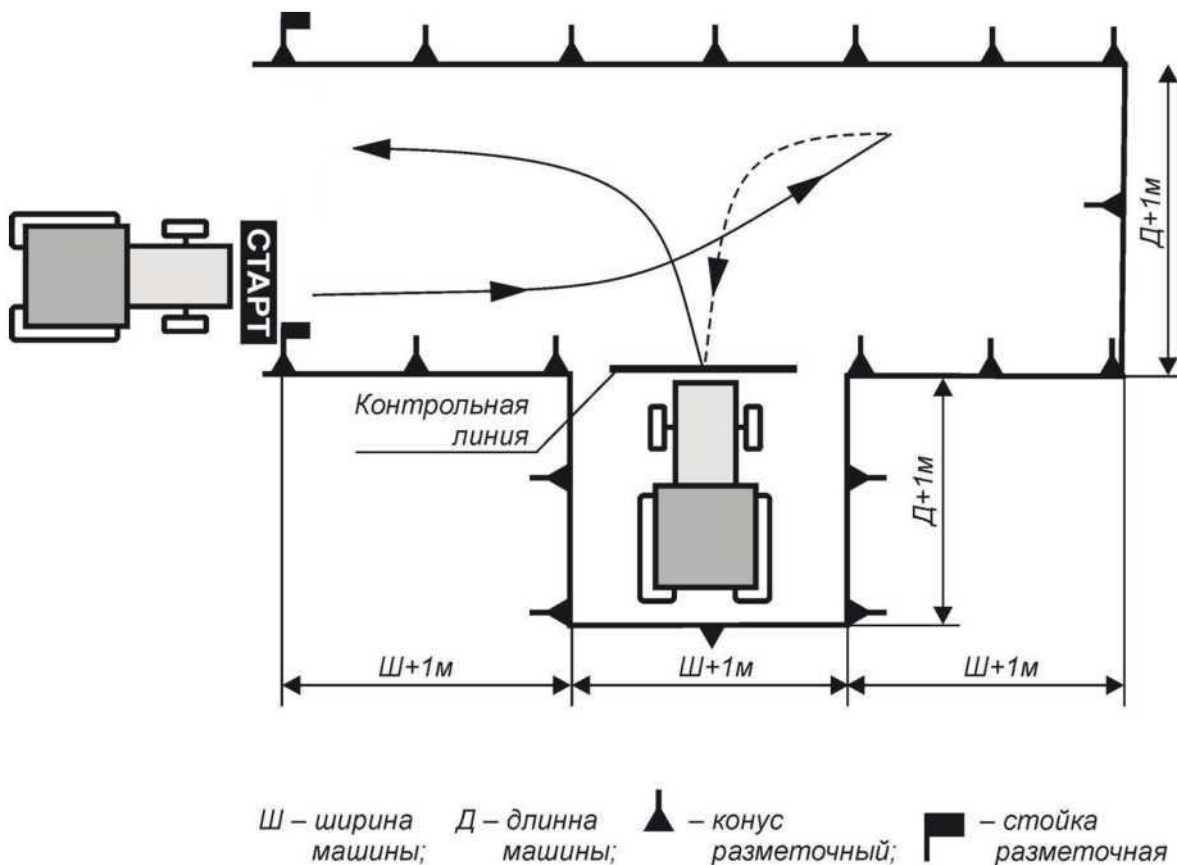 СТАРТ
Д+1м
Контрольная
линия
Д+1м
Ш+1м Ш+1м Ш+1м
Ш – ширина машины;
Д – длинна машины;
– конус разметочный;
– стойка разметочная